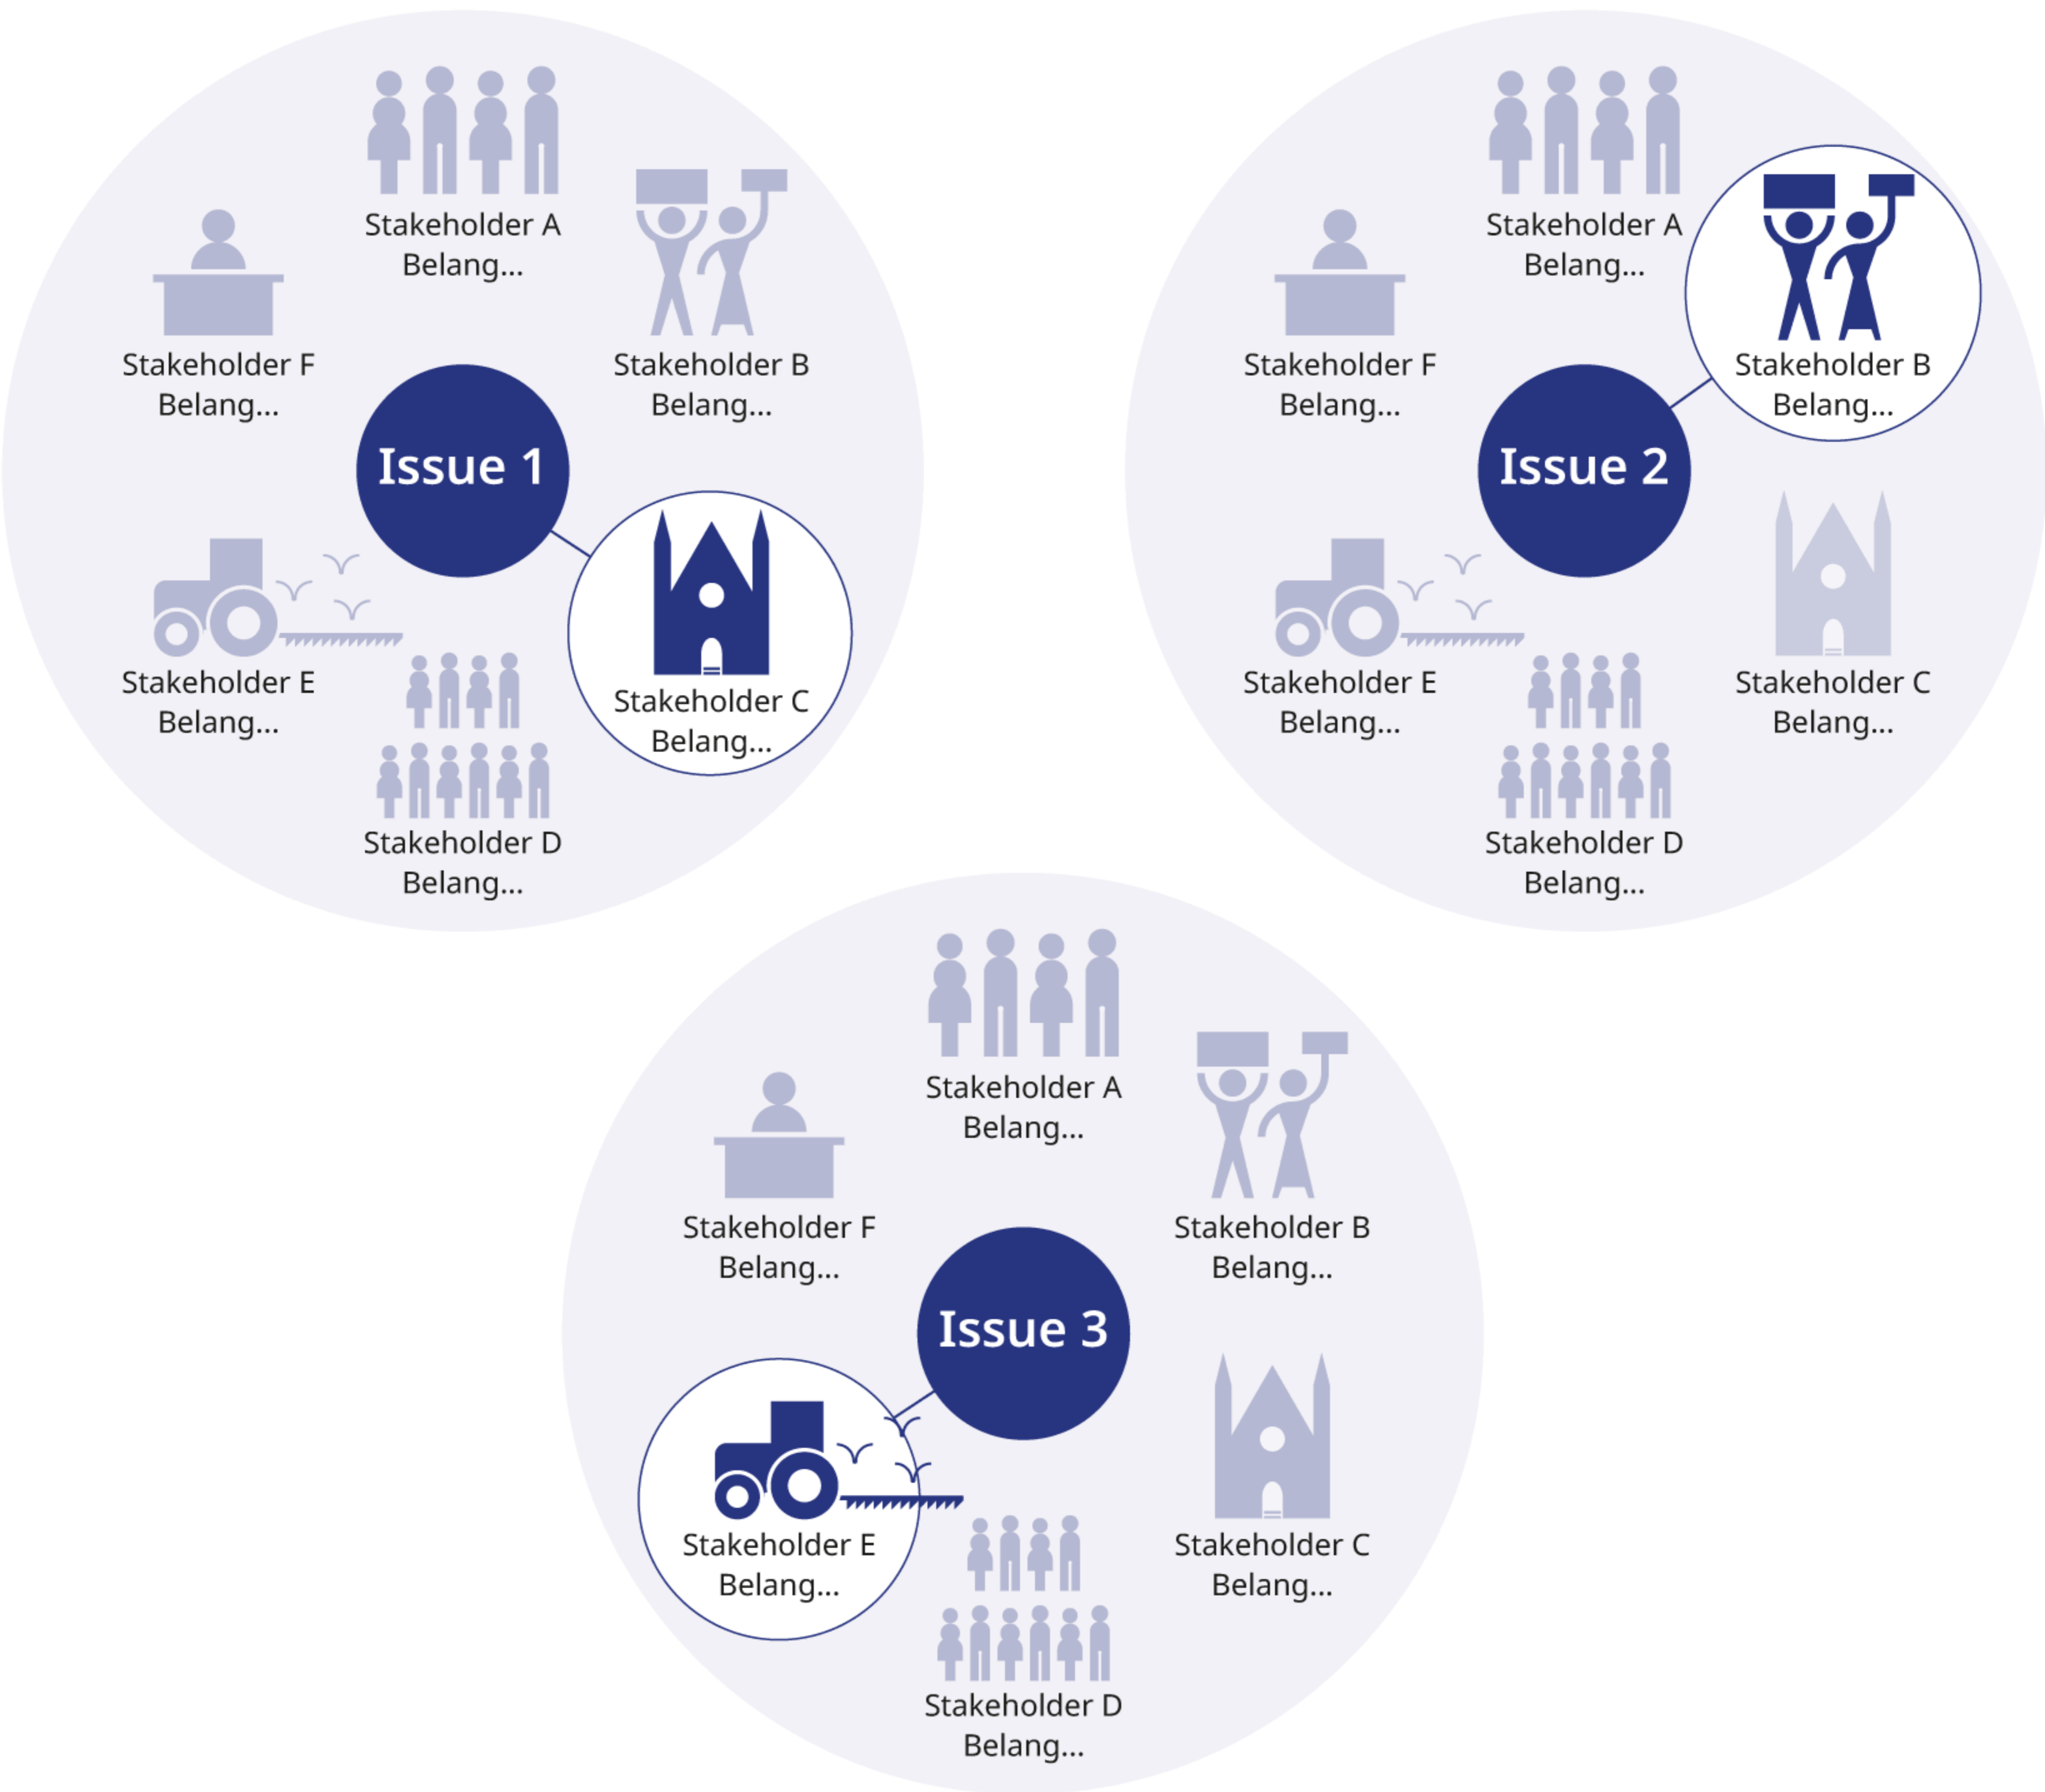 Stakeholder A
Belang...
Stakeholder F
Belang...
Stakeholder B
Belang...
Issue 1
Stakeholder E
Belang...
Stakeholder C
Belang...
Stakeholder D
Belang...
Stakeholder A
Belang...
Stakeholder F
Belang...
Stakeholder B
Belang...
Issue 2
Stakeholder E
Belang...
Stakeholder C
Belang...
Stakeholder D
Belang...
Stakeholder A
Belang...
Stakeholder F
Belang...
Stakeholder B
Belang...
Issue 3
Stakeholder E
Belang...
Stakeholder C
Belang...
Stakeholder D
Belang...